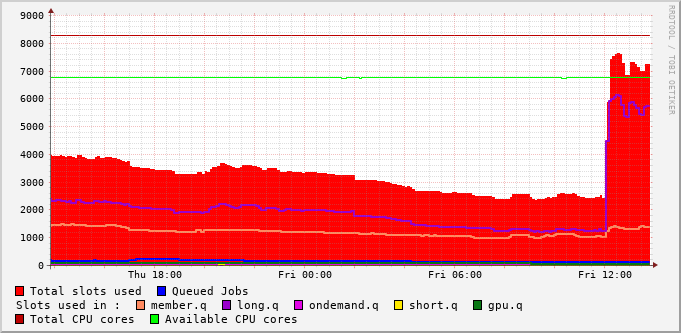 9000
8000
7000
6000
5000
4000
3000
2000
1000
0
Thu 18:00 Fri 00:00 Fri 06:00 Fri 12:00
Total slots used Queued Jobs
Slots used in : member.q long.q ondemand.q short.q gpu.q
Total CPU cores Available CPU cores
RRDTOOL / TOBI OETIKER